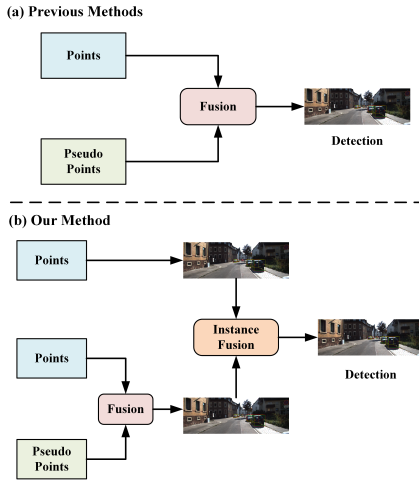 (a) Previous Methods
Points
Fusion
Pseudo
Points
Detection
(b) Our Method
Points
Instance
Fusion
Points
Fusion
Detection
Pseudo
Points